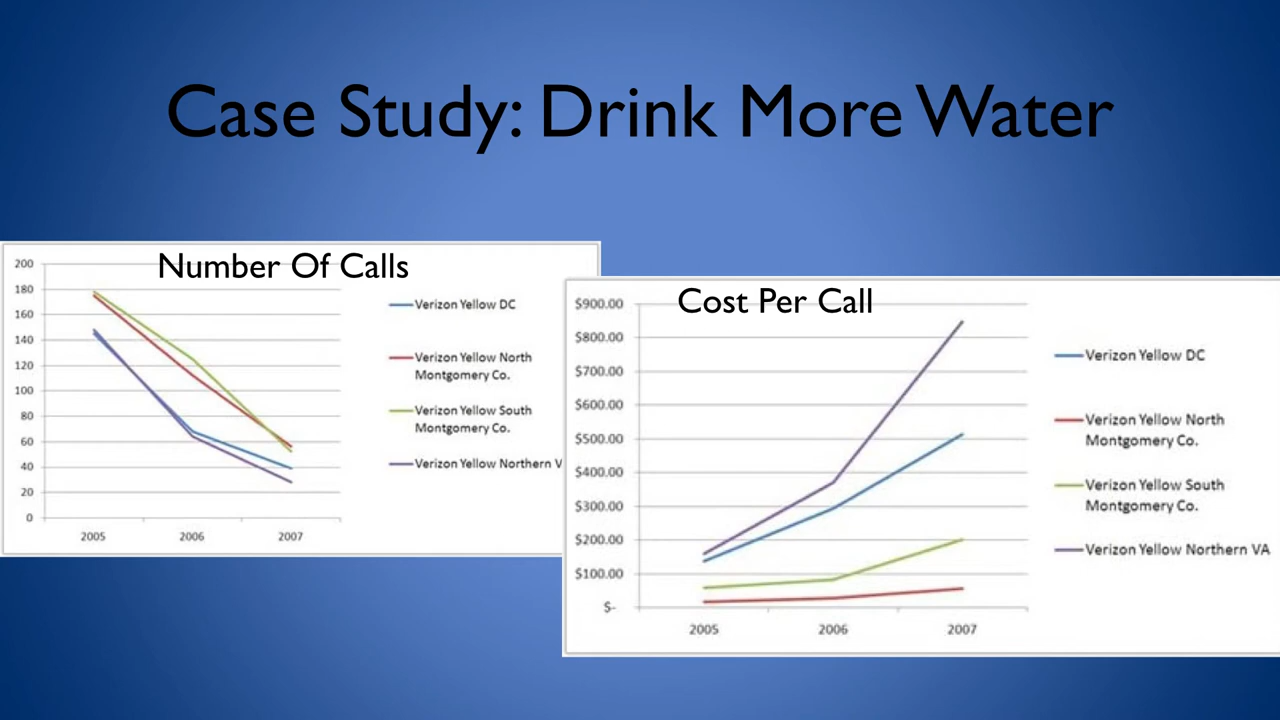 Case Study: Drink More Water
Number Of Calls
200
180
160
140
120
100
80
60
40
20
0
2005 2006 2007
Verizon Yellow DC
Verizon Yellow North
Montgomery Co.
Verizon Yellow South
Montgomery Co.
Verizon Yellow Northern V
Cost Per Call
$900.00
$800.00
$700.00
$600.00
$500.00
$400.00
$300.00
$200.00
$100.00
$-
2005 2006 2007
Verizon Yellow DC
Verizon Yellow North
Montgomery Co.
Verizon Yellow South
Montgomery Co.
Verizon Yellow Northern VA